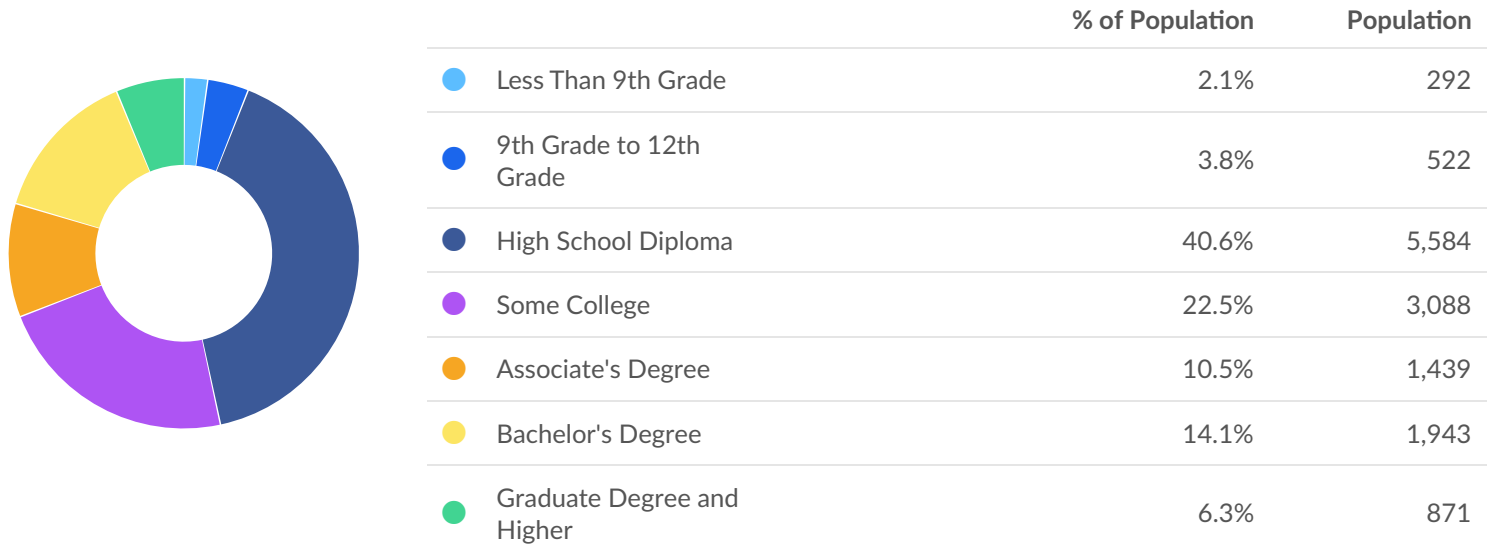 % of Population Population
Less Than 9th Grade 2.1% 292
9th Grade to 12th
Grade 3.8% 522
High School Diploma 40.6% 5,584
Some College 22.5% 3,088
Associate's Degree 10.5% 1,439
Bachelor's Degree 14.1% 1,943
Graduate Degree and
Higher 6.3% 871